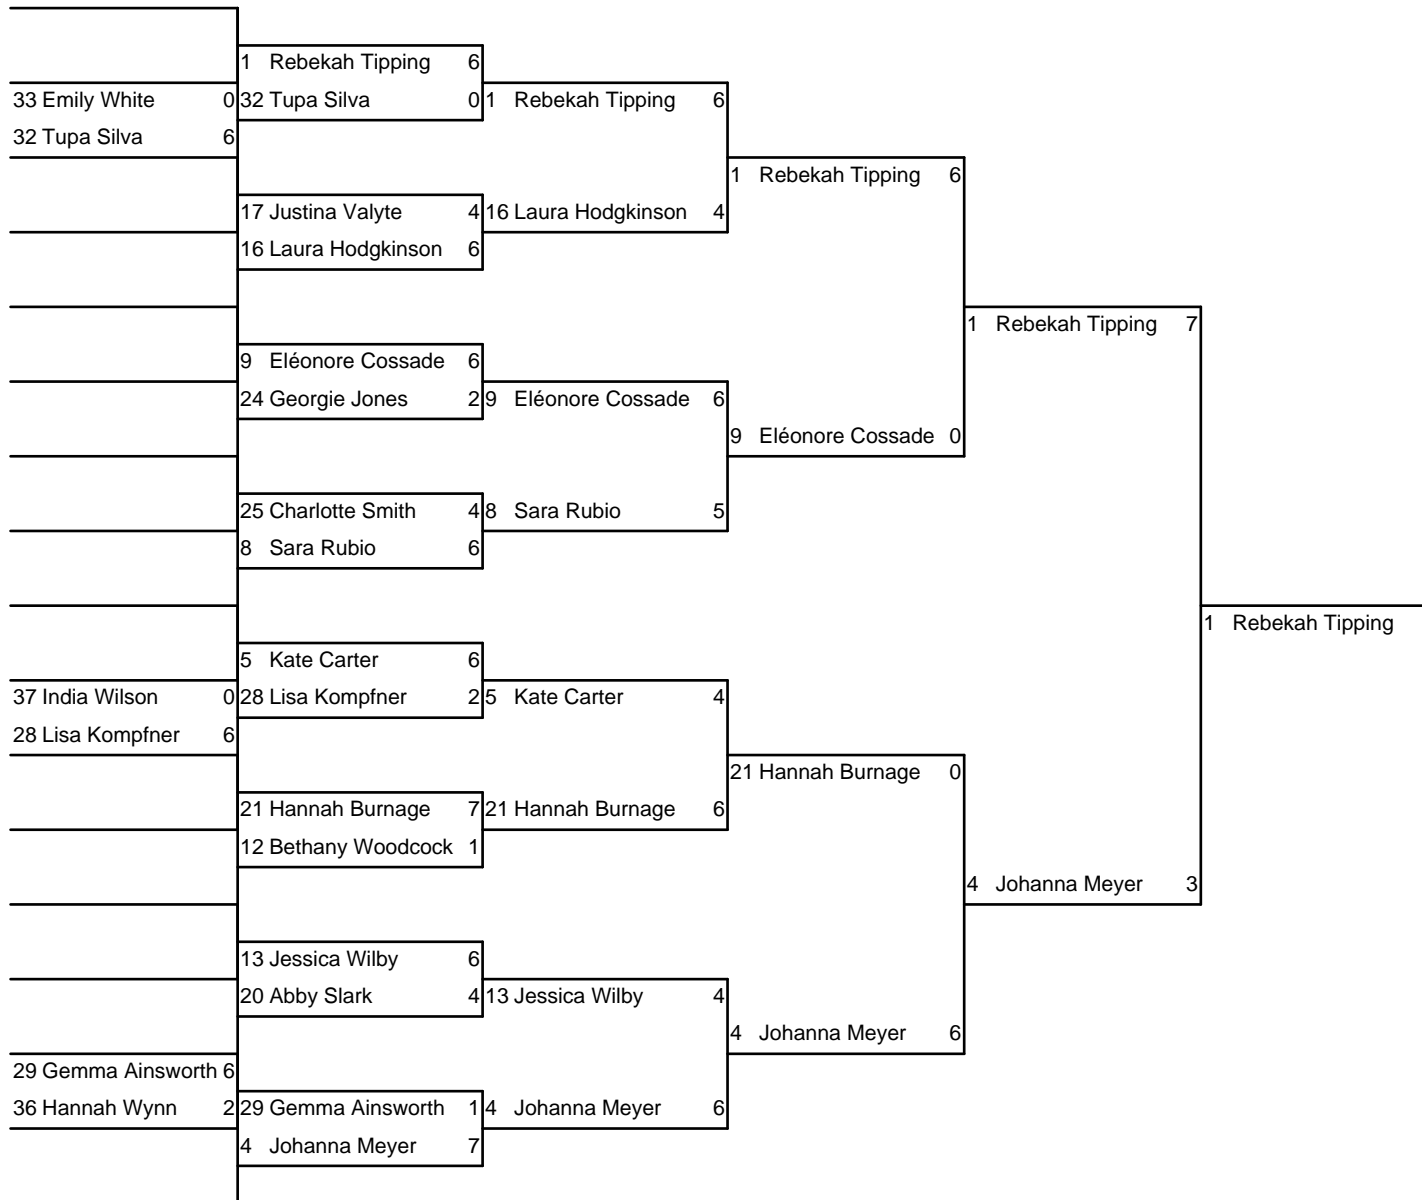 1 Rebekah Tipping 6
33 Emily White 0 32 Tupa Silva 0 1 Rebekah Tipping 6
32 Tupa Silva 6
1 Rebekah Tipping 6
17 Justina Valyte 4 16 Laura Hodgkinson 4
16 Laura Hodgkinson 6
1 Rebekah Tipping 7
9 Eléonore Cossade 6
24 Georgie Jones 2 9 Eléonore Cossade 6
9 Eléonore Cossade 0
25 Charlotte Smith 4 8 Sara Rubio 5
8 Sara Rubio 6
1 Rebekah Tipping
5 Kate Carter 6
37 India Wilson 0 28 Lisa Kompfner 2 5 Kate Carter 4
28 Lisa Kompfner 6
21 Hannah Burnage 0
21 Hannah Burnage 7 21 Hannah Burnage 6
12 Bethany Woodcock 1
4 Johanna Meyer 3
13 Jessica Wilby 6
20 Abby Slark 4 13 Jessica Wilby 4
4 Johanna Meyer 6
29 Gemma Ainsworth 6
36 Hannah Wynn 2 29 Gemma Ainsworth 1 4 Johanna Meyer 6
4 Johanna Meyer 7